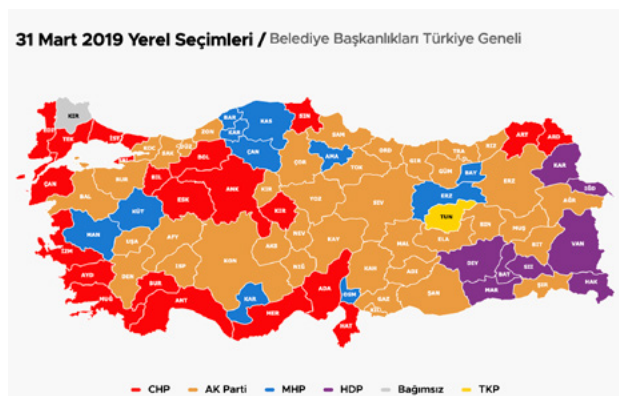 31 Mart 2019 Yerel Seçimleri / Belediye Başkanlıkları Türkiye Geneli
KIR
EDİ
TEK
İST
YAL
KOC
SAK
DÜZ
ZON
BAR
KAS
SİN
KAR
ÇAN
BOL
SAM
AMA
ORD
GİR
TRA
RİZ
ART
ARD
ÇAN
BAL
BUR
BİL
ESK
ANK
KIR
ÇOR
TOK
GÜM
BAY
ERZ
ERZ
KAR
IĞD
AĞR
KÜT
MAN
UŞA
AFY
KIR
YOZ
SİV
TUN
BİN
MUŞ
BİT
VAN
İZM
AYD
DEN
ISP
KON
AKS
NEV
KAY
MAL
ELA
DİY
BAT
Sİİ
ŞIR
HAK
MUĞ
BUR
ANT
KAR
NİĞ
MER
ADA
KAH
OSM
GAZ
KİL
ADI
ŞAN
MAR
HAT
CHP
AK Parti
MHP
HDP
Bağımsız
TKP